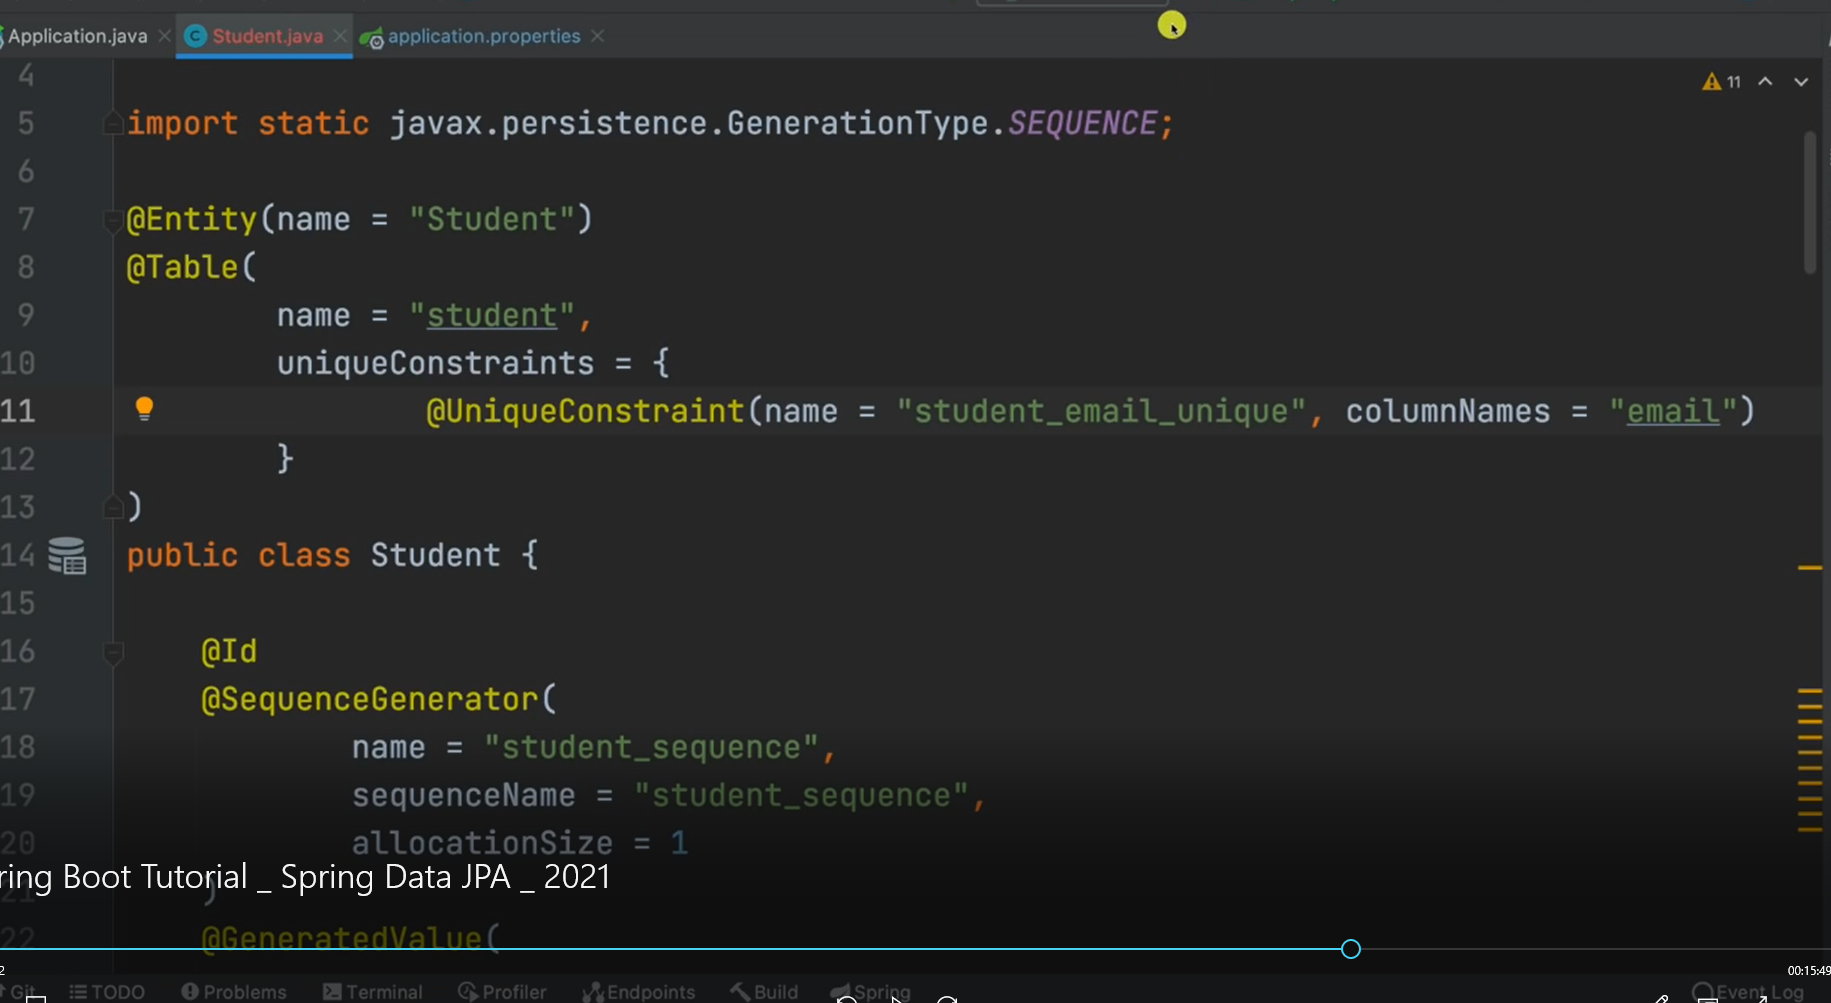 Application.java Student.java application.properties
4 11
5 import static javax.persistence.GenerationType.SEQUENCE;
6
7 @Entity(name = "Student")
8 @Table(
9 name = "student",
10 uniqueConstraints = {
11 @UniqueConstraint(name = "student_email_unique", columnNames = "email")
12 }
13 )
14 public class Student {
15
16 @Id
17 @SequenceGenerator(
18 name = "student_sequence",
19 sequenceName = "student_sequence",
20 allocationSize = 1
ring Boot Tutorial _ Spring Data JPA _ 2021
21 )
22 @GeneratedValue(
2 00:15:49
Git TODO Problems Terminal Profiler Endpoints Build Spring Event Log